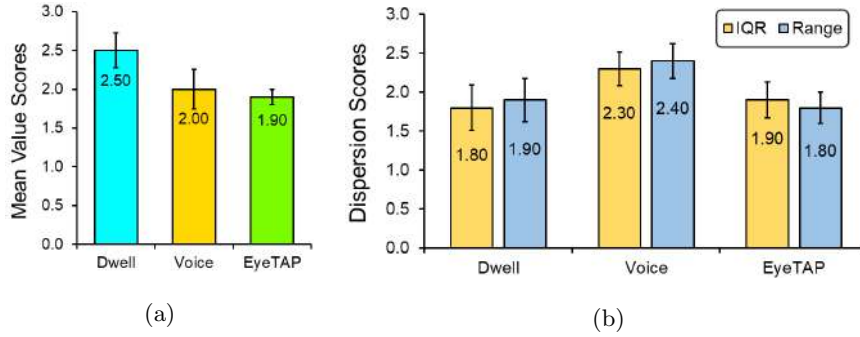 Mean Value Scores
3.0
2.5
2.0
1.5
1.0
0.5
0.0
2.50
2.00
1.90
Dwell Voice EyeTAP
(a)
Dispersion Scores
3.0
2.5
2.0
1.5
1.0
0.5
0.0
IQR Range
1.80 1.90 2.30 2.40 1.90 1.80
Dwell Voice EyeTAP
(b)